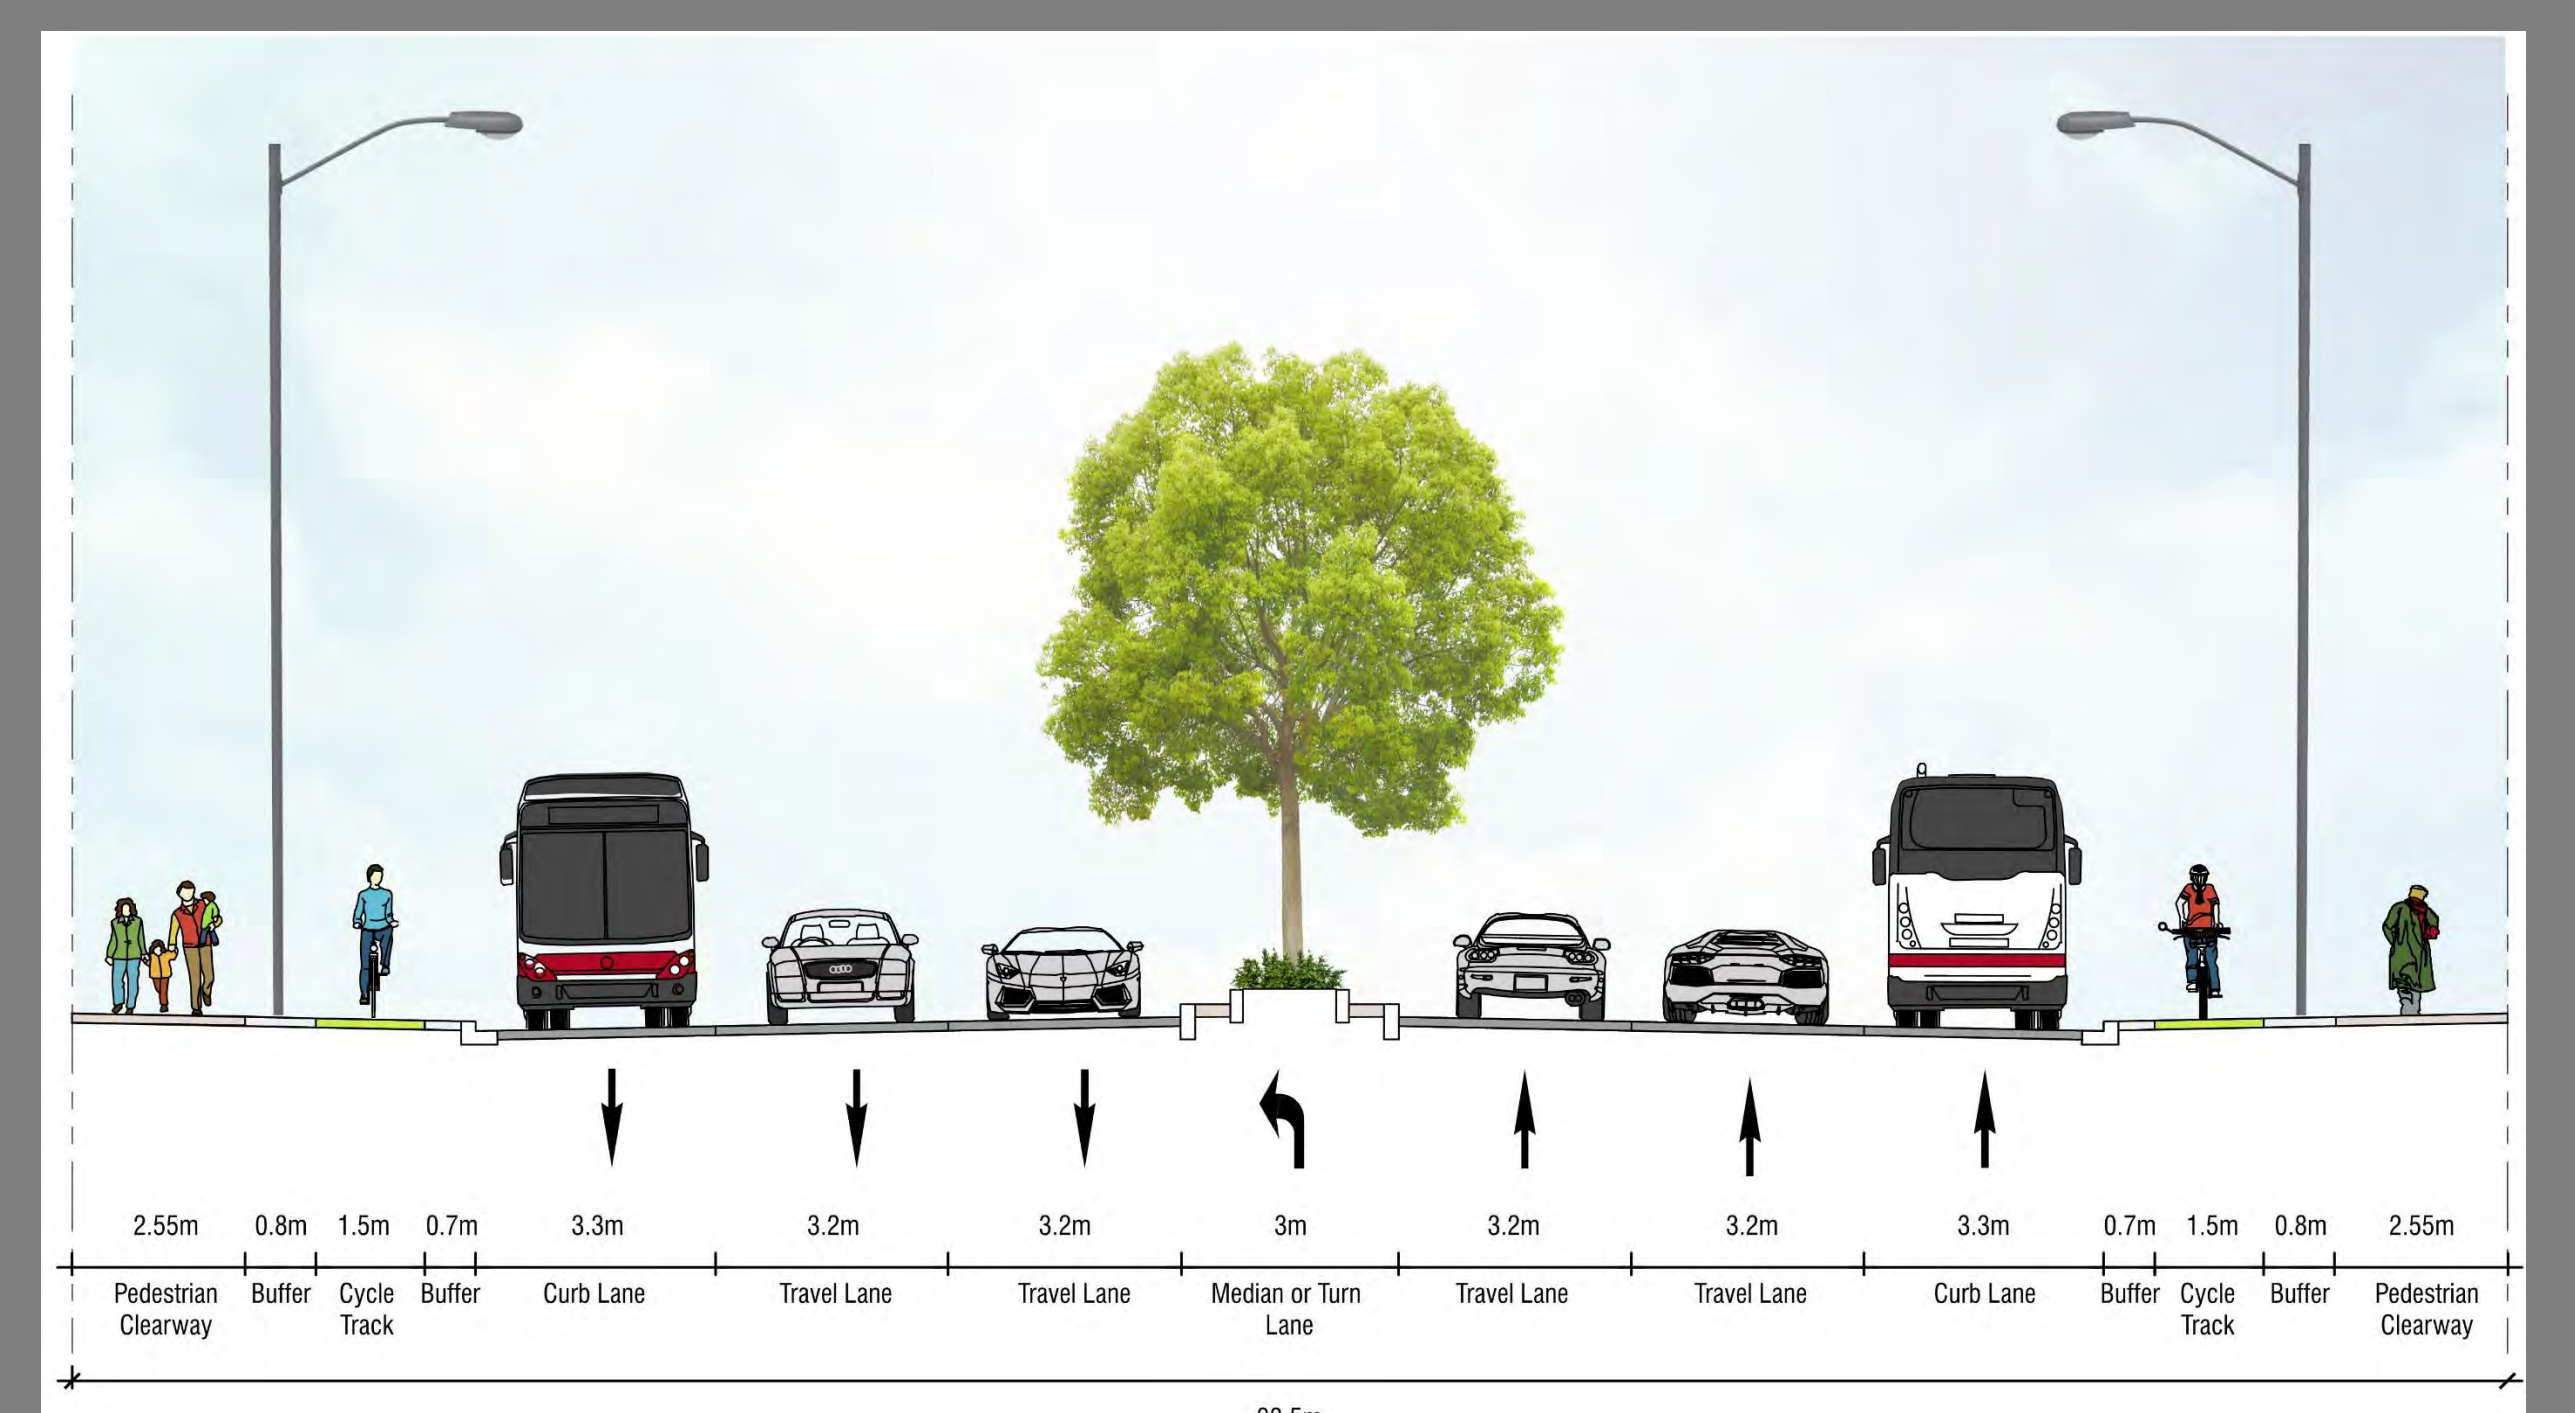 2.55m 0.8m 1.5m 0.7m 3.3m 3.2m 3.2m 3m 3.2m 3.2m 3.3m 0.7m 1.5m 0.8m 2.55m
Pedestrian Buffer Cycle Buffer Curb Lane Travel Lane Travel Lane Median or Turn Travel Lane Travel Lane Curb Lane Buffer Cycle Buffer Pedestrian
Clearway Track Lane Track Clearway